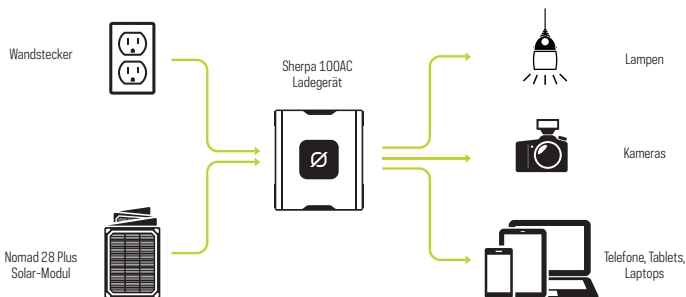 Wandstecker
Sherpa 100AC
Ladegerät
Lampen
Kameras
Nomad 28 Plus
Solar-Modul
Telefone, Tablets,
Laptops